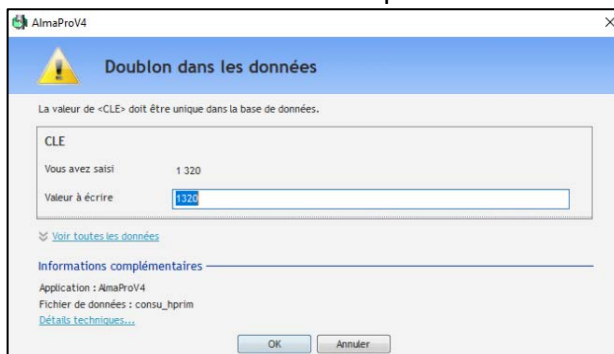 AlmaProV4
Doublon dans les données
La valeur de <CLE> doit être unique dans la base de données.
CLE
Vous avez saisi 1 320
Valeur à écrire 1320
Voir toutes les données
Informations complémentaires
Application : AlmaProV4
Fichier de données : consu_hprim
Détails techniques...
OK Annuler